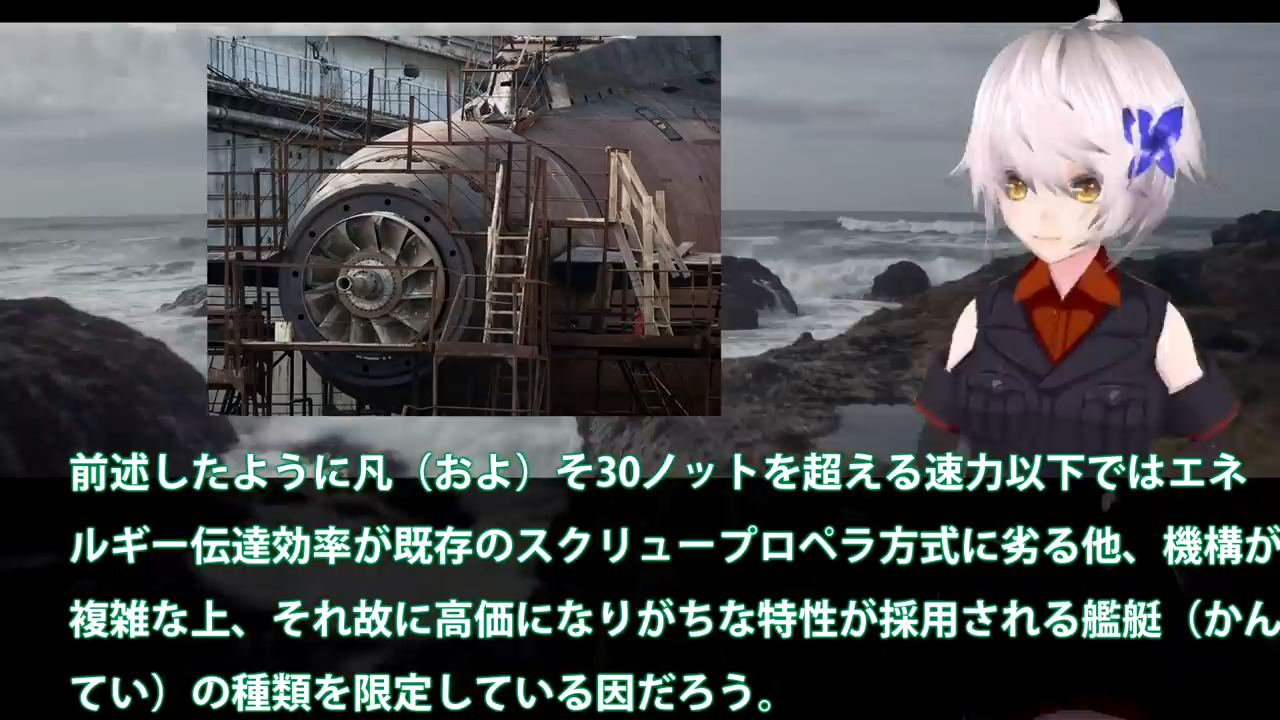 前述したように凡（およ）そ30ノットを超える速力以下ではエネ
ルギー伝達効率が既存のスクリュープロペラ方式に劣る他、機構が
複雑な上、それ故に高価になりがちな特性が採用される艦艇（かん
てい）の種類を限定している因だろう。